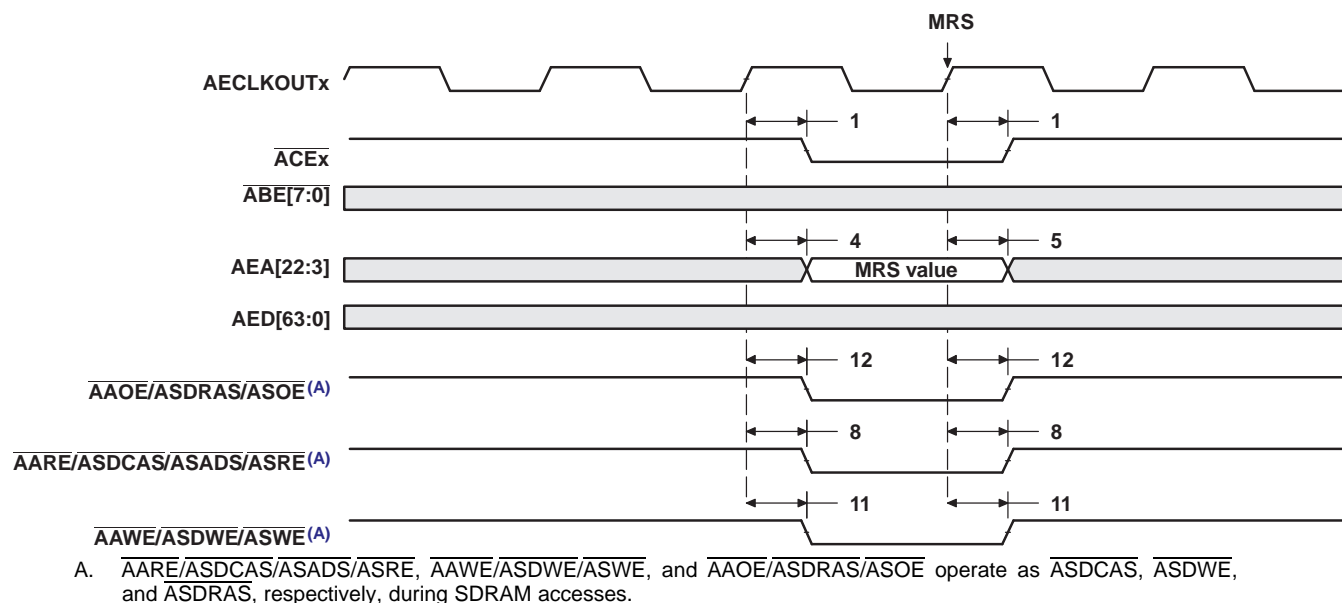 MRS
AECLKOUTx
1 1
ACEx
ABE[7:0]
4 5
AEA[22:3] MRS value
AED[63:0]
12 12
AAOE/ASDRAS/ASOE(A)
8 8
AARE/ASDCAS/ASADS/ASRE(A)
11 11
AAWE/ASDWE/ASWE(A)
A. AARE/ASDCAS/ASADS/ASRE, AAWE/ASDWE/ASWE, and AAOE/ASDRAS/ASOE operate as ASDCAS, ASDWE,
and ASDRAS, respectively, during SDRAM accesses.